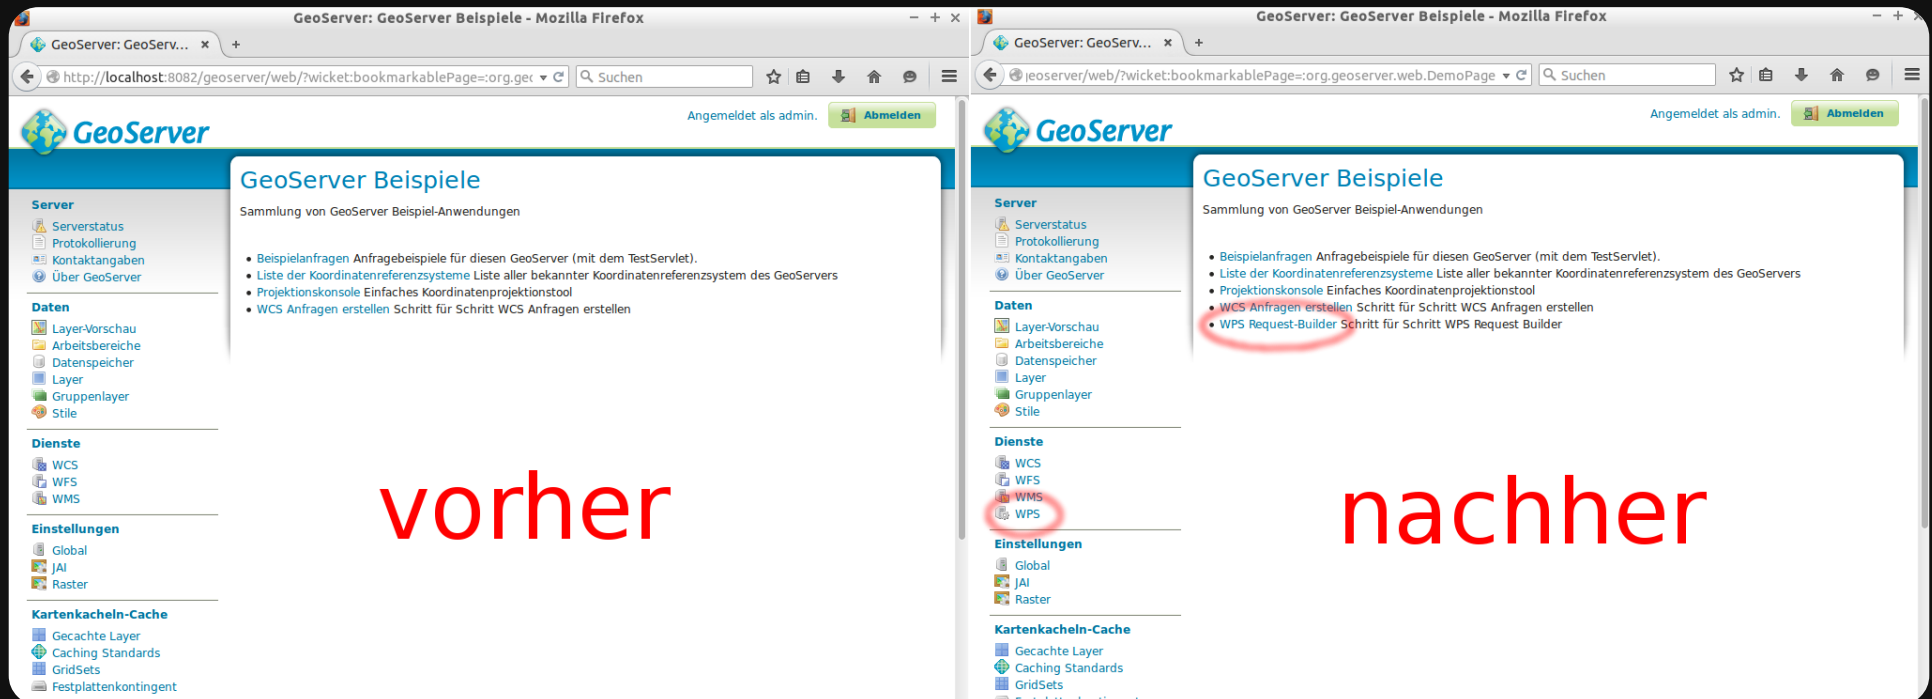 GeoServer: GeoServer Beispiele - Mozilla Firefox
GeoServer: GeoServ...
http://localhost:8082/geoserver/web/?wicket:bookmarkablePage=:org.geo
Suchen
GeoServer
Angemeldet als admin.
Abmelden
Server
Serverstatus
Protokollierung
Kontaktangaben
Über GeoServer
Daten
Layer-Vorschau
Arbeitsbereiche
Datenspeicher
Layer
Gruppenlayer
Stile
Dienste
WCS
WFS
WMS
Einstellungen
Global
JAI
Raster
Kartenkacheln-Cache
Gecachte Layer
Caching Standards
GridSets
Festplattenkontingent
GeoServer Beispiele
Sammlung von GeoServer Beispiel-Anwendungen
• Beispielanfragen Anfragebeispiele für diesen GeoServer (mit dem TestServlet).
• Liste der Koordinatenreferenzsysteme Liste aller bekannter Koordinatenreferenzsystem des GeoServers
• Projektionskonsole Einfaches Koordinatenprojektionstool
• WCS Anfragen erstellen Schritt für Schritt WCS Anfragen erstellen
vorher
GeoServer: GeoServer Beispiele - Mozilla Firefox
GeoServer: GeoServ...
geoserver/web/?wicket:bookmarkablePage=:org.geoserver.web.DemoPage
Suchen
GeoServer
Angemeldet als admin.
Abmelden
Server
Serverstatus
Protokollierung
Kontaktangaben
Über GeoServer
Daten
Layer-Vorschau
Arbeitsbereiche
Datenspeicher
Layer
Gruppenlayer
Stile
Dienste
WCS
WFS
WMS
WPS
Einstellungen
Global
JAI
Raster
Kartenkacheln-Cache
Gecachte Layer
Caching Standards
GridSets
GeoServer Beispiele
Sammlung von GeoServer Beispiel-Anwendungen
• Beispielanfragen Anfragebeispiele für diesen GeoServer (mit dem TestServlet).
• Liste der Koordinatenreferenzsysteme Liste aller bekannter Koordinatenreferenzsystem des GeoServers
• Projektionskonsole Einfaches Koordinatenprojektionstool
• WCS Anfragen erstellen Schritt für Schritt WCS Anfragen erstellen
• WPS Request-Builder Schritt für Schritt WPS Request Builder
nachher